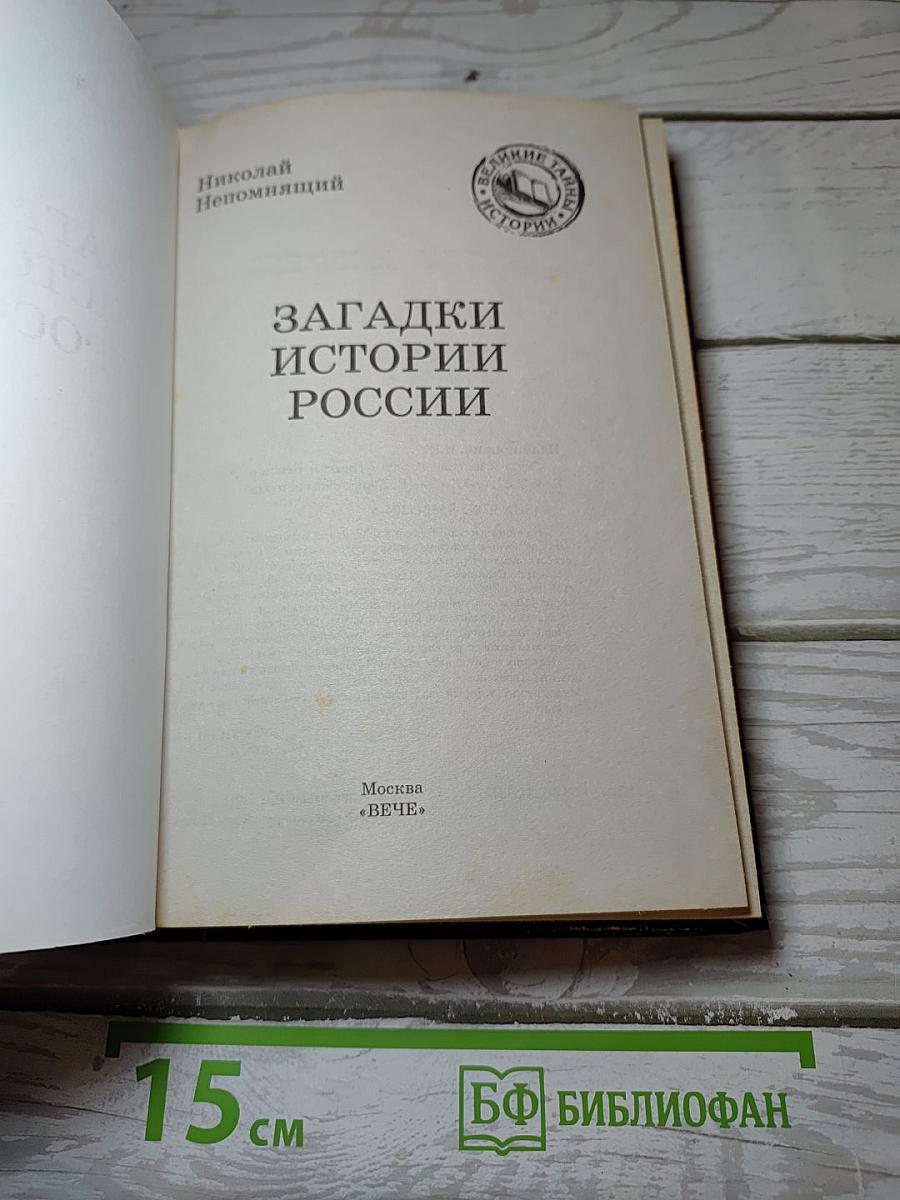 Николай
Непомнящий
ВЕЛИКИЕ ТАЙНЫ
ИСТОРИИ
ЗАГАДКИ
ИСТОРИИ
РОССИИ
Москва
«ВЕЧЕ»
15 см
БФ БИБЛИОФАН